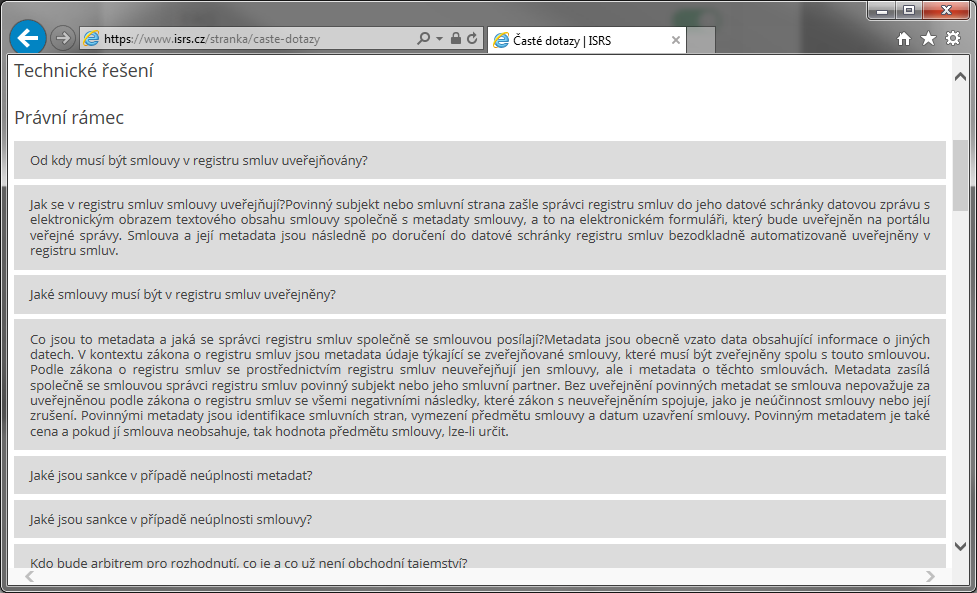 https://www.isrs.cz/stranka/caste-dotazy
Časté dotazy | ISRS
Technické řešení
Právní rámec
Od kdy musí být smlouvy v registru smluv uveřejňovány?
Jak se v registru smluv smlouvy uveřejňují?Povinný subjekt nebo smluvní strana zašle správci registru smluv do jeho datové schránky datovou zprávu s
elektronickým obrazem textového obsahu smlouvy společně s metadaty smlouvy, a to na elektronickém formuláři, který bude uveřejněn na portálu
veřejné správy. Smlouva a její metadata jsou následně po doručení do datové schránky registru smluv bezodkladně automatizovaně uveřejněny v
registru smluv.
Jaké smlouvy musí být v registru smluv uveřejněny?
Co jsou to metadata a jaká se správci registru smluv společně se smlouvou posílají?Metadata jsou obecně vzato data obsahující informace o jiných
datech. V kontextu zákona o registru smluv jsou metadata údaje týkající se zveřejňované smlouvy, které musí být zveřejněny spolu s touto smlouvou.
Podle zákona o registru smluv se prostřednictvím registru smluv neuveřejňují jen smlouvy, ale i metadata o těchto smlouvách. Metadata zasílá
společně se smlouvou správci registru smluv povinný subjekt nebo jeho smluvní partner. Bez uveřejnění povinných metadat se smlouva nepovažuje za
uveřejněnou podle zákona o registru smluv se všemi negativními následky, které zákon s neuveřejněním spojuje, jako je neúčinnost smlouvy nebo její
zrušení. Povinnými metadaty jsou identifikace smluvních stran, vymezení předmětu smlouvy a datum uzavření smlouvy. Povinným metadatem je také
cena a pokud jí smlouva neobsahuje, tak hodnota předmětu smlouvy, lze-li určit.
Jaké jsou sankce v případě neúplnosti metadat?
Jaké jsou sankce v případě neúplnosti smlouvy?
Kdo bude arbitrem pro rozhodnutí, co je a co už není obchodní tajemství?